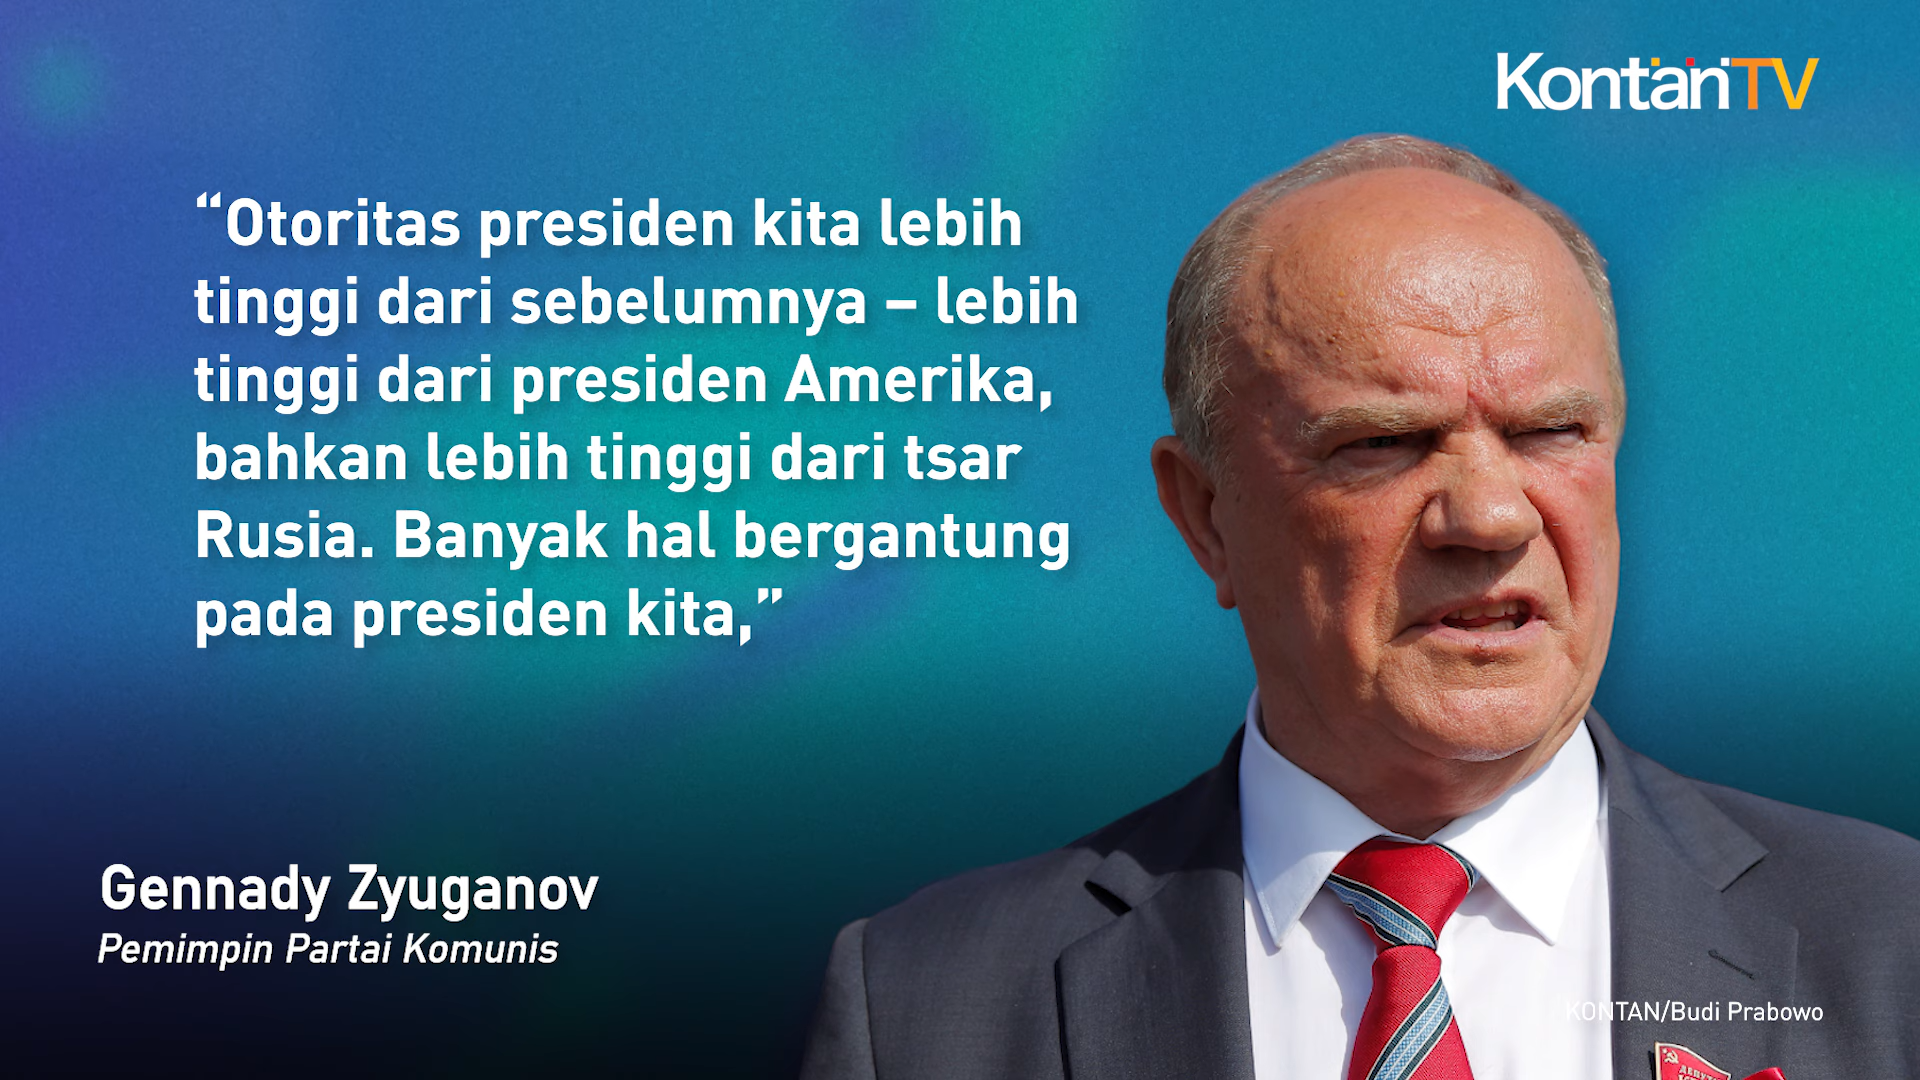 KontanTV
“Otoritas presiden kita lebih
tinggi dari sebelumnya – lebih
tinggi dari presiden Amerika,
bahkan lebih tinggi dari tsar
Rusia. Banyak hal bergantung
pada presiden kita,”
Gennady Zyuganov
Pemimpin Partai Komunis
KONTAN/Budi Prabowo